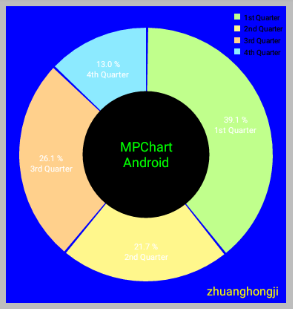 1st Quarter
2nd Quarter
3rd Quarter
4th Quarter
13.0 %
4th Quarter
39.1 %
1st Quarter
MPChart
Android
26.1 %
3rd Quarter
21.7 %
2nd Quarter
zhuanghongji